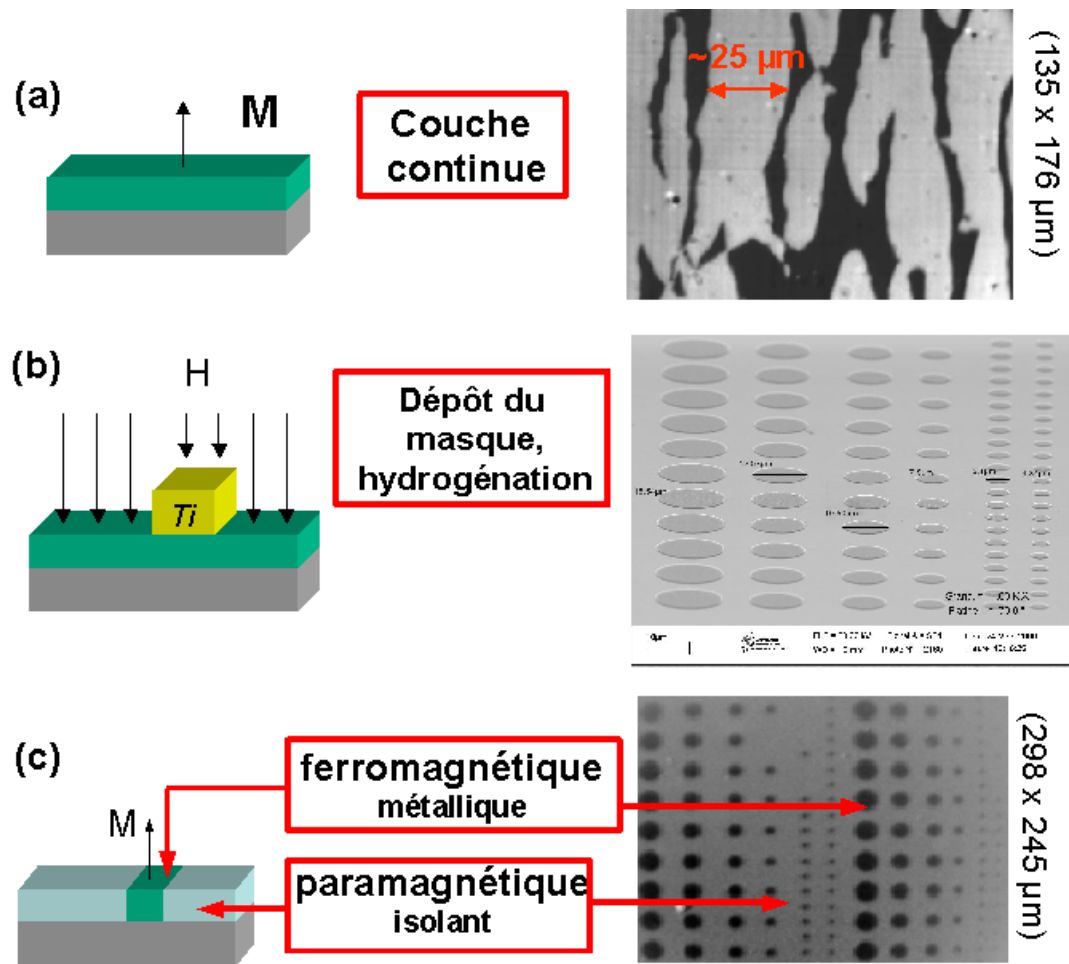 (a)
M
Couche
continue
~25 µm
(135 x 176 µm)
(b)
H
Ti
Dépôt du
masque,
hydrogénation
(c)
M
ferromagnétique
métallique
paramagnétique
isolant
(298 x 245 µm)